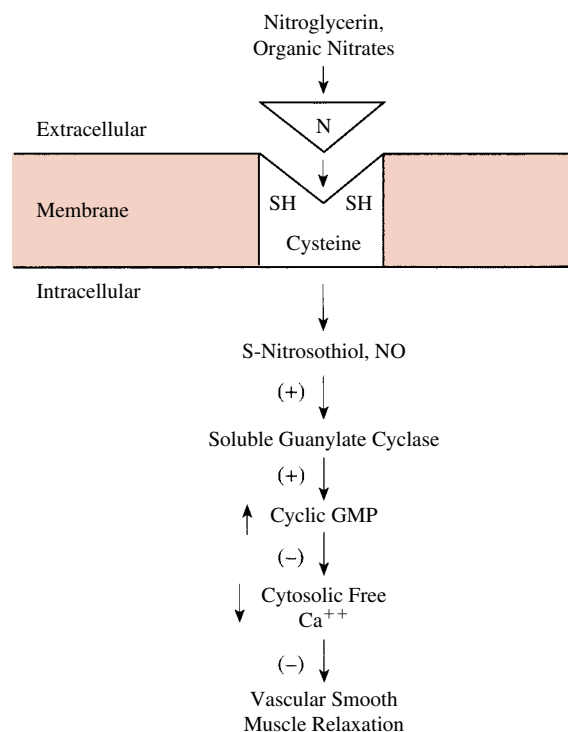 Nitroglycerin,
Organic Nitrates
N
Extracellular
Membrane
SH SH
Cysteine
Intracellular
S-Nitrosothiol, NO
(+)
Soluble Guanylate Cyclase
(+)
Cyclic GMP
(–)
Cytosolic Free
Ca++
(–)
Vascular Smooth
Muscle Relaxation